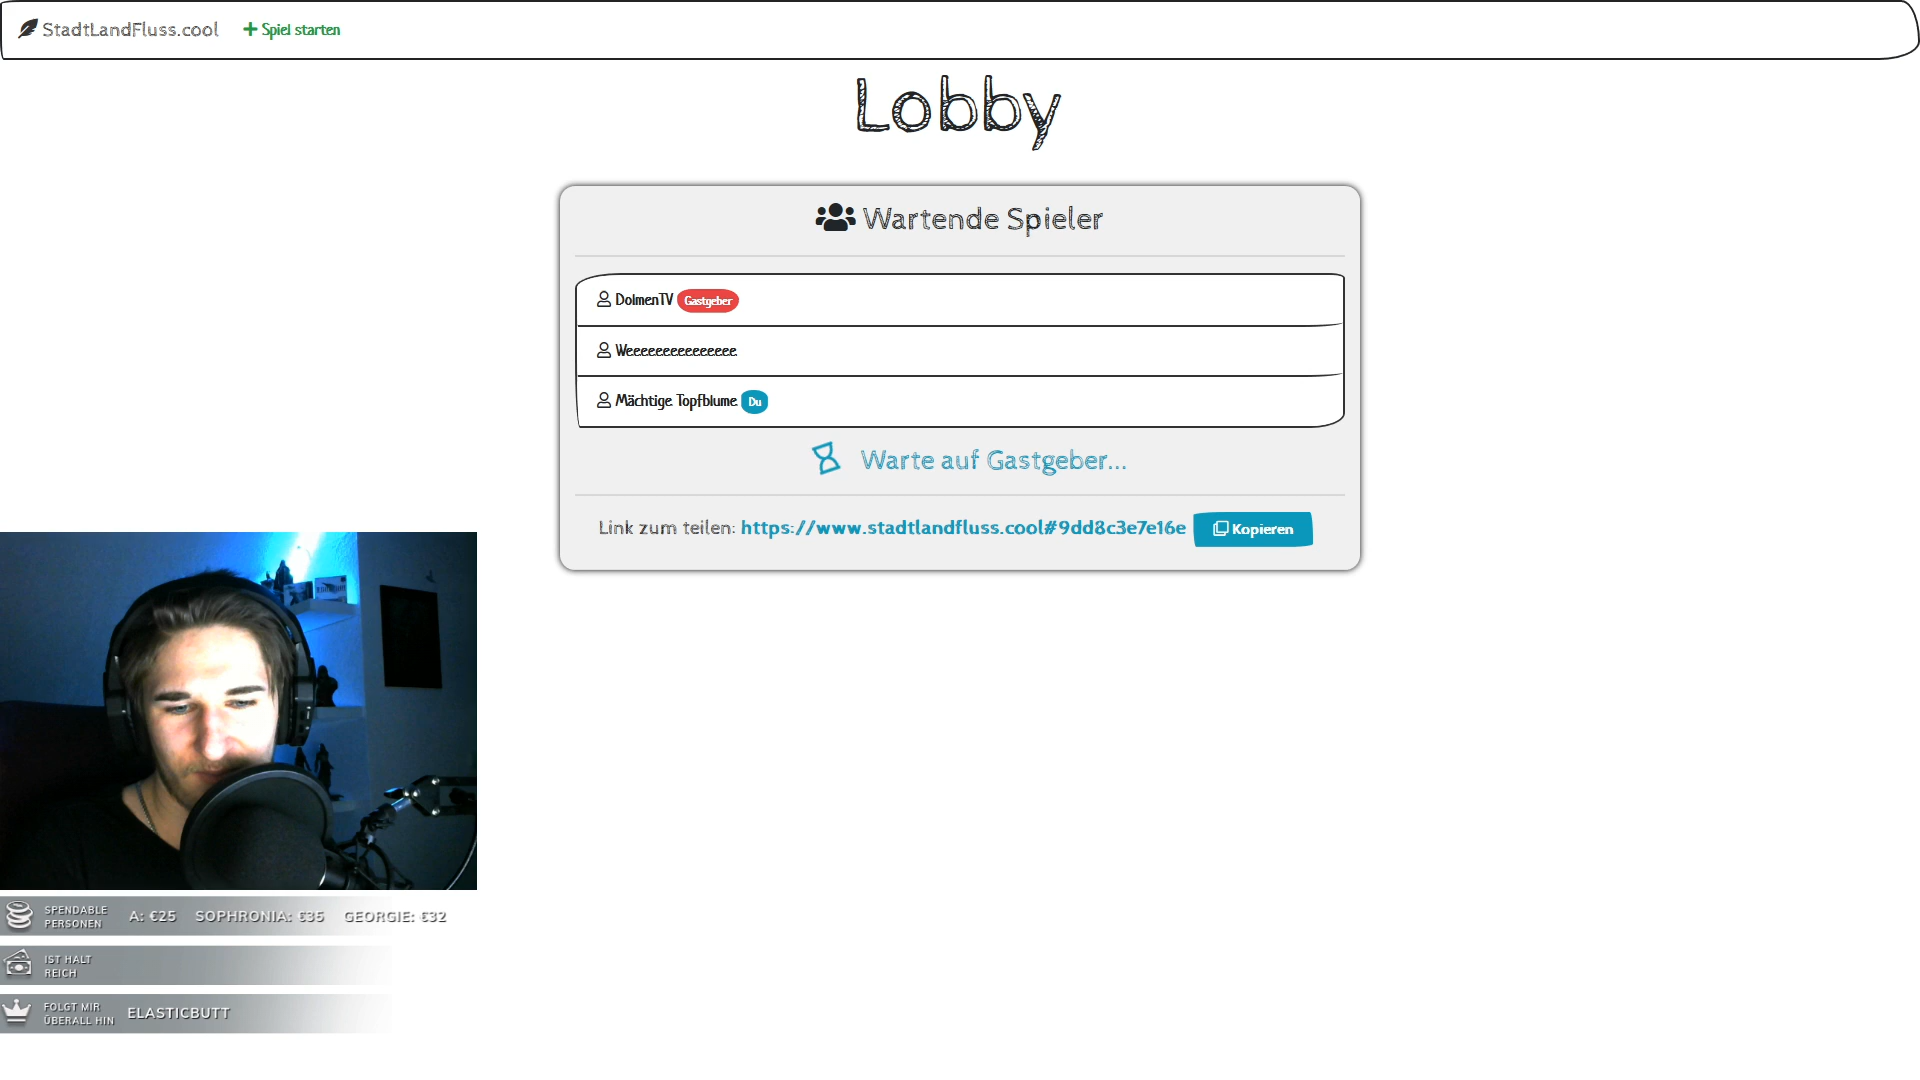 StadtLandFluss.cool
Spiel starten
Lobby
Wartende Spieler
DolmenTV Gastgeber
Weeeeeeeeeeeeeee
Mächtige Topfblume Du
Warte auf Gastgeber...
Link zum teilen: https://www.stadtlandfluss.cool#9dd8c3e7e16e Kopieren
SPENDABLE
PERSONEN
A: €25 SOPHRONIA: €35 GEORGIE: €32
IST HALT
REICH
FOLGT MIR
ÜBERALL HIN
ELASTICBUTT